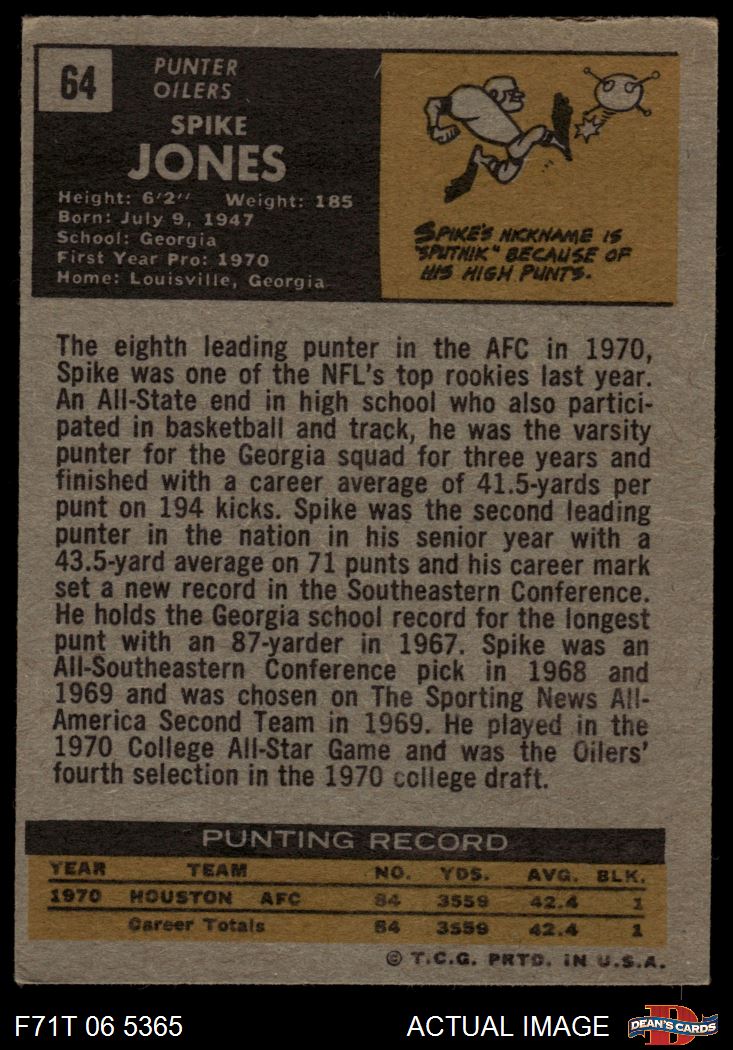 64
PUNTER
OILERS
SPIKE
JONES
Height: 6'2'' Weight: 185
Born: July 9, 1947
School: Georgia
First Year Pro: 1970
Home: Louisville, Georgia
SPIKE'S NICKNAME IS
"SPUTNIK" BECAUSE OF
HIS HIGH PUNTS.
The eighth leading punter in the AFC in 1970,
Spike was one of the NFL's top rookies last year.
An All-State end in high school who also partici-
pated in basketball and track, he was the varsity
punter for the Georgia squad for three years and
finished with a career average of 41.5-yards per
punt on 194 kicks. Spike was the second leading
punter in the nation in his senior year with a
43.5-yard average on 71 punts and his career mark
set a new record in the Southeastern Conference.
He holds the Georgia school record for the longest
punt with an 87-yarder in 1967. Spike was an
All-Southeastern Conference pick in 1968 and
1969 and was chosen on The Sporting News All-
America Second Team in 1969. He played in the
1970 College All-Star Game and was the Oilers'
fourth selection in the 1970 college draft.
PUNTING RECORD
YEAR TEAM NO. YDS. AVG. BLK.
1970 HOUSTON AFC 84 3559 42.4 1
Career Totals 84 3559 42.4 1
© T.C.G. PRTD. IN U.S.A.
F71T 06 5365 ACTUAL IMAGE D DEAN'S CARDS